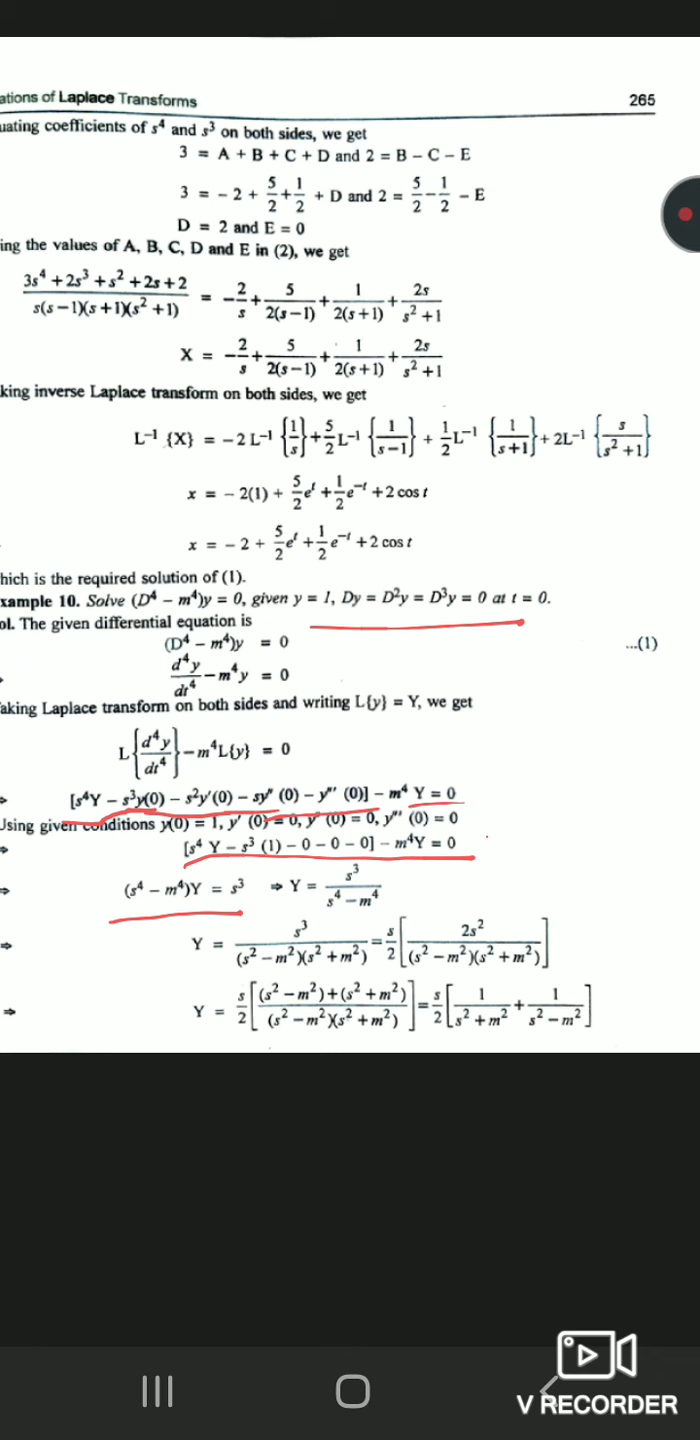 ations of Laplace Transforms 265
uating coefficients of s⁴ and s³ on both sides, we get
3 = A + B + C + D and 2 = B – C – E
3 = – 2 + 5/2 + 1/2 + D and 2 = 5/2 – 1/2 – E
D = 2 and E = 0
ing the values of A, B, C, D and E in (2), we get
(3s⁴ + 2s³ + s² + 2s + 2)/(s(s – 1)(s + 1)(s² + 1)) = – 2/s + 5/(2(s – 1)) + 1/(2(s + 1)) + 2s/(s² + 1)
X = – 2/s + 5/(2(s – 1)) + 1/(2(s + 1)) + 2s/(s² + 1)
king inverse Laplace transform on both sides, we get
L⁻¹ {X} = – 2 L⁻¹ {1/s} + 5/2 L⁻¹ {1/(s – 1)} + 1/2 L⁻¹ {1/(s + 1)} + 2L⁻¹ {s/(s² + 1)}
x = – 2(1) + 5/2 eᵗ + 1/2 e⁻ᵗ + 2 cos t
x = – 2 + 5/2 eᵗ + 1/2 e⁻ᵗ + 2 cos t
hich is the required solution of (1).
xample 10. Solve (D⁴ – m⁴)y = 0, given y = 1, Dy = D²y = D³y = 0 at t = 0.
ol. The given differential equation is
(D⁴ – m⁴)y = 0 ...(1)
d⁴y/dt⁴ – m⁴y = 0
aking Laplace transform on both sides and writing L{y} = Y, we get
L{d⁴y/dt⁴} – m⁴L{y} = 0
⇒ [s⁴Y – s³y(0) – s²y′(0) – sy″ (0) – y‴ (0)] – m⁴ Y = 0
Using given conditions y(0) = 1, y′ (0) = 0, y″ (0) = 0, y‴ (0) = 0
⇒ [s⁴ Y – s³ (1) – 0 – 0 – 0] – m⁴Y = 0
⇒ (s⁴ – m⁴)Y = s³ ⇒ Y = s³/(s⁴ – m⁴)
⇒ Y = s³/((s² – m²)(s² + m²)) = s/2 [2s²/((s² – m²)(s² + m²))]
⇒ Y = s/2 [((s² – m²) + (s² + m²))/((s² – m²)(s² + m²))] = s/2 [1/(s² + m²) + 1/(s² – m²)]
V RECORDER